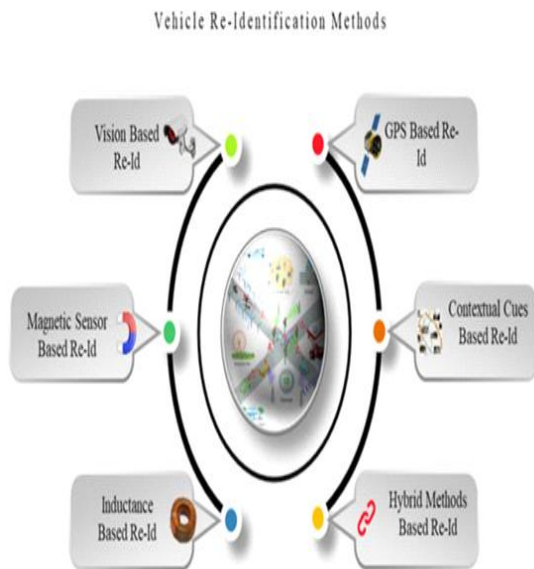 Vehicle Re-Identification Methods
Vision Based
Re-Id
GPS Based Re-
Id
Magnetic Sensor
Based Re-Id
Contextual Cues
Based Re-Id
Inductance
Based Re-Id
Hybrid Methods
Based Re-Id